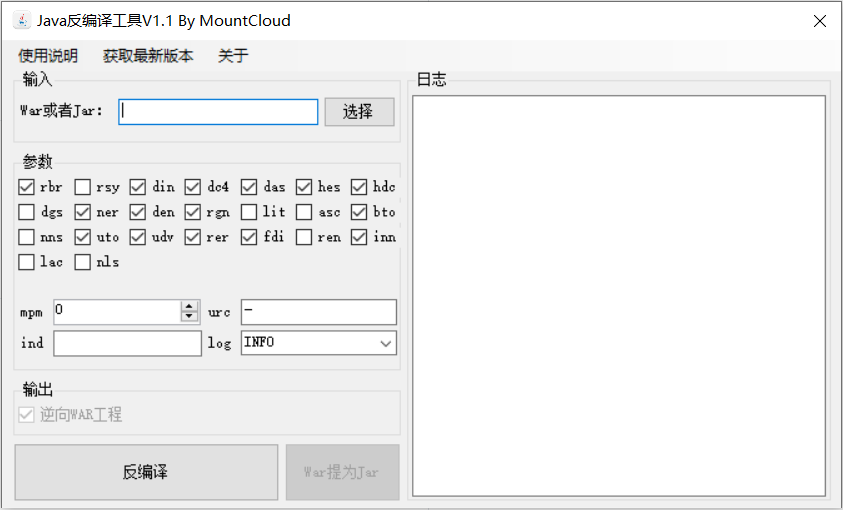 Java反编译工具V1.1 By MountCloud
使用说明 获取最新版本 关于
输入
War或者Jar: 选择
参数
rbr rsy din dc4 das hes hdc
dgs ner den rgn lit asc bto
nns uto udv rer fdi ren inn
lac nls
mpm 0 urc -
ind log INFO
输出
逆向WAR工程
反编译 War提为Jar
日志